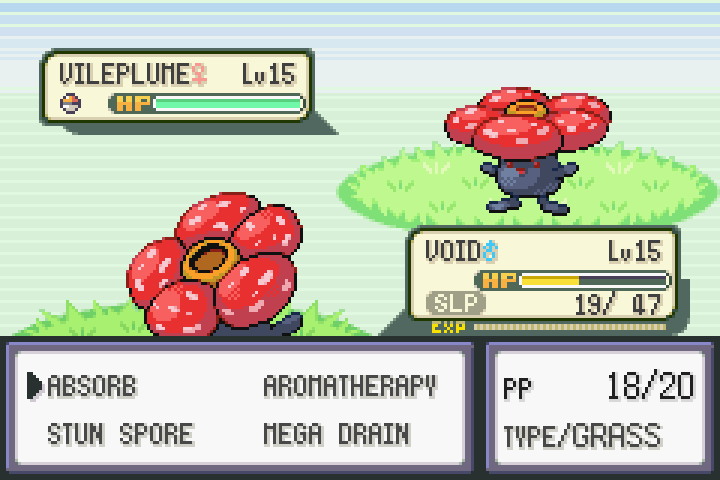 VILEPLUME♀ Lv15
HP
VOID♂ Lv15
HP
SLP 19/ 47
EXP
ABSORB AROMATHERAPY
STUN SPORE MEGA DRAIN
PP 18/20
TYPE/GRASS